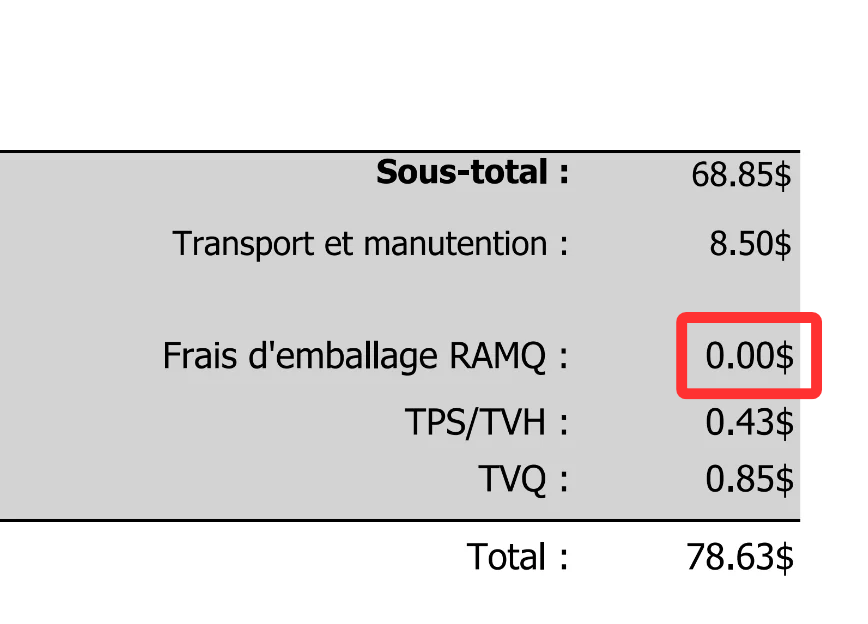 Sous-total : 68.85$
Transport et manutention : 8.50$
Frais d'emballage RAMQ : 0.00$
TPS/TVH : 0.43$
TVQ : 0.85$
Total : 78.63$